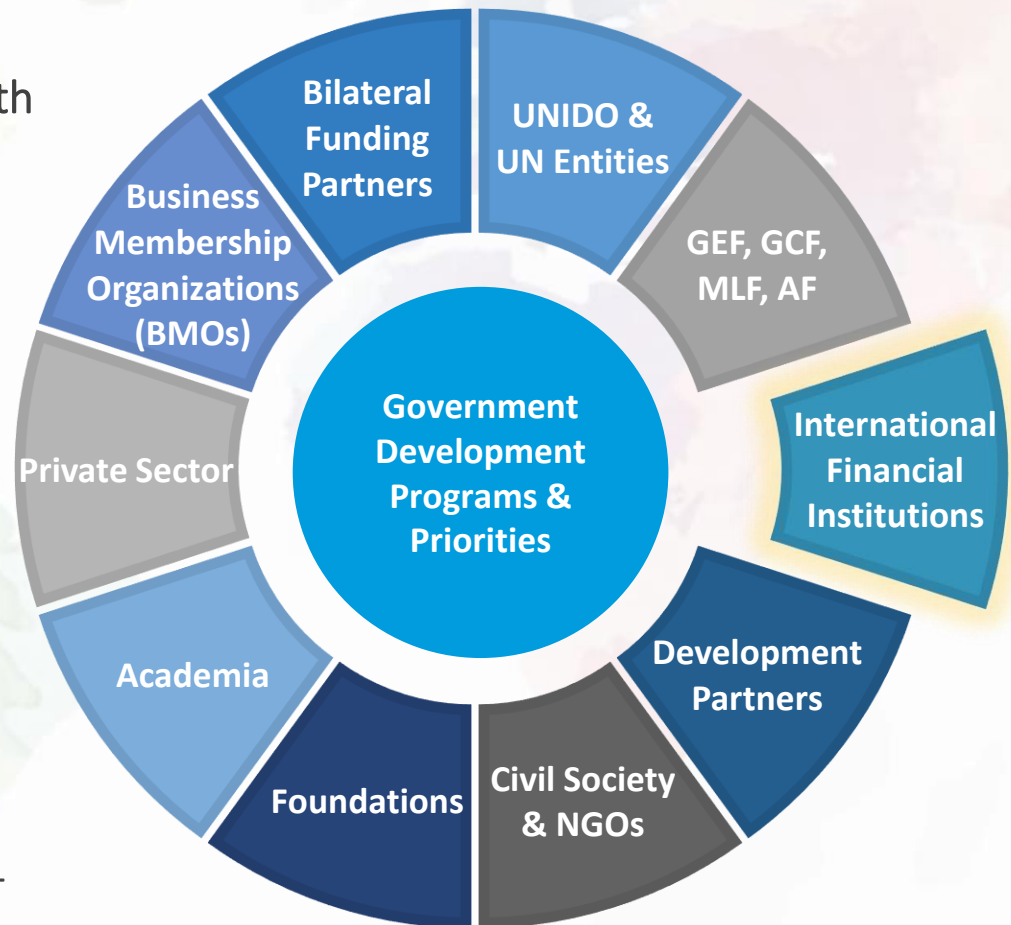 th
Bilateral
Funding
Partners
UNIDO &
UN Entities
GEF, GCF,
MLF, AF
International
Financial
Institutions
Development
Partners
Civil Society
& NGOs
Foundations
Academia
Private Sector
Business
Membership
Organizations
(BMOs)
Government
Development
Programs &
Priorities